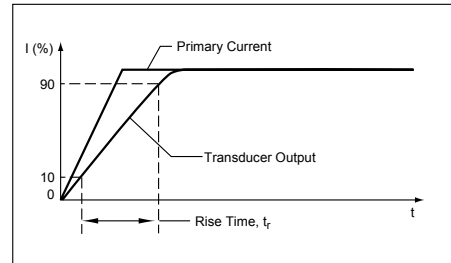 I (%)
Primary Current
90
Transducer Output
10
0
t
Rise Time, tr